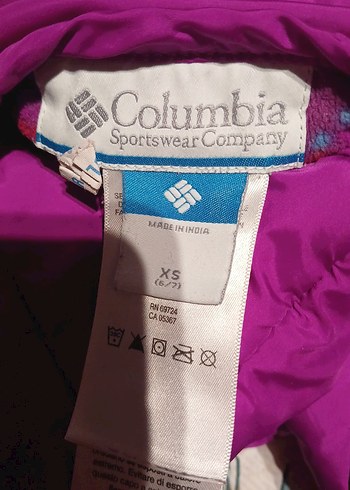 Columbia
Sportswear Company
MADE IN INDIA
XS
(6/7)
RN 69724
CA 05367